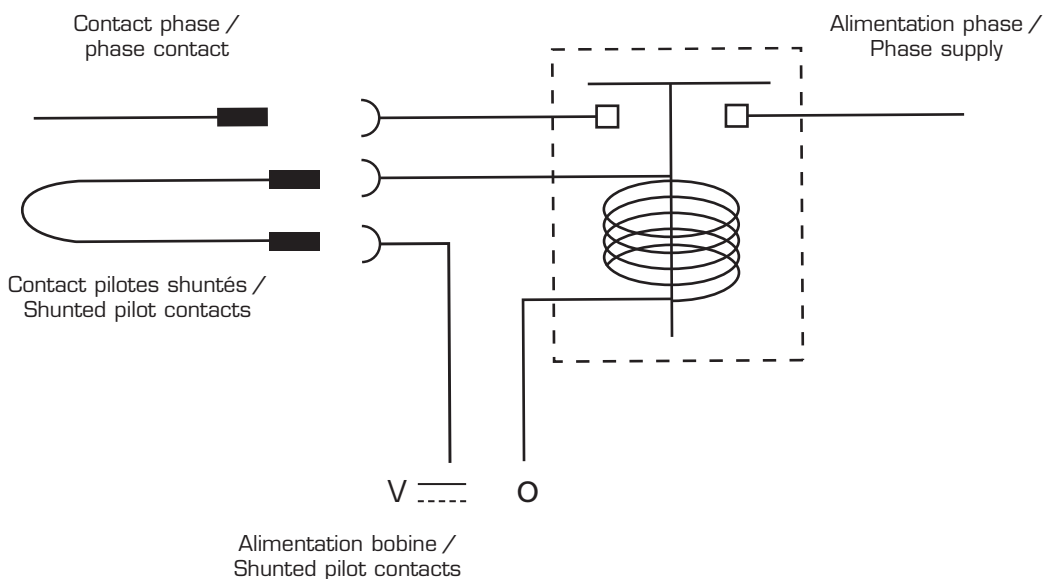 Contact phase /
phase contact
Alimentation phase /
Phase supply
Contact pilotes shuntés /
Shunted pilot contacts
V
O
Alimentation bobine /
Shunted pilot contacts